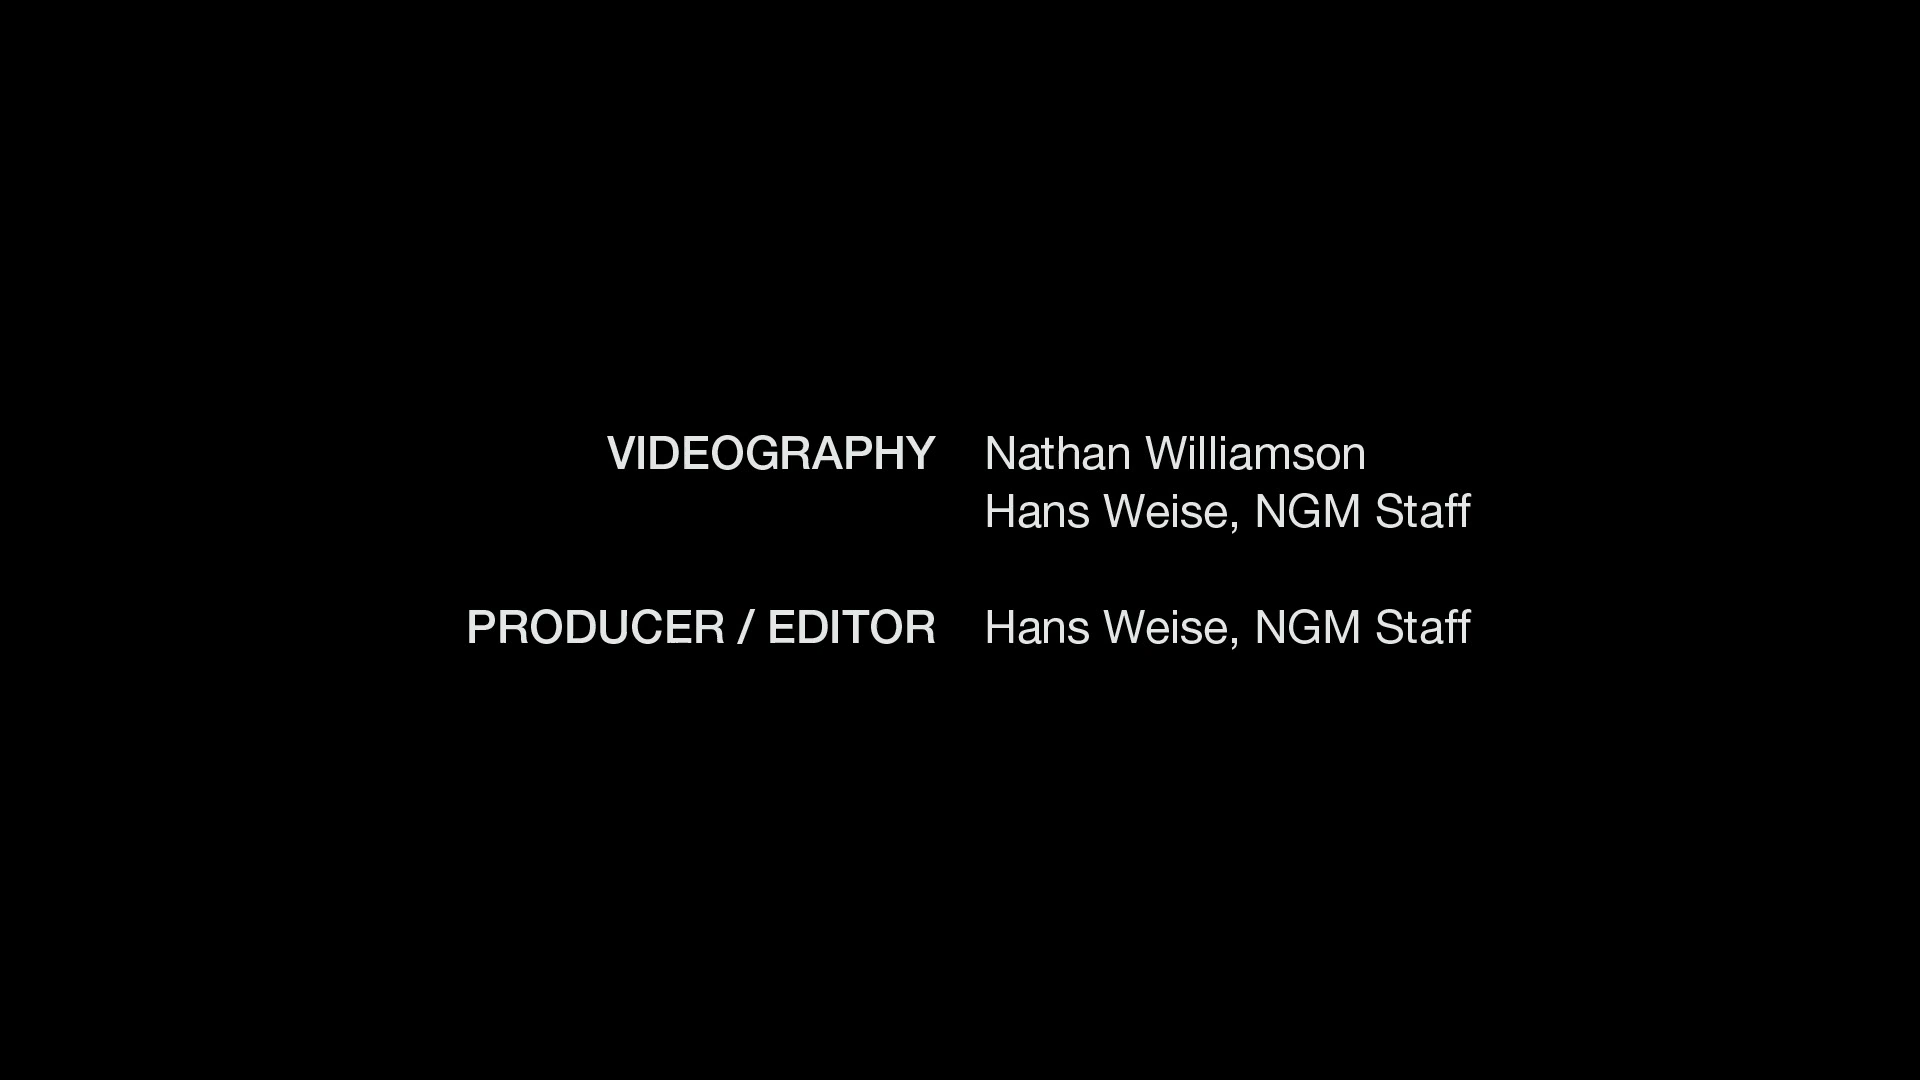 VIDEOGRAPHY Nathan Williamson
Hans Weise, NGM Staff
PRODUCER / EDITOR Hans Weise, NGM Staff